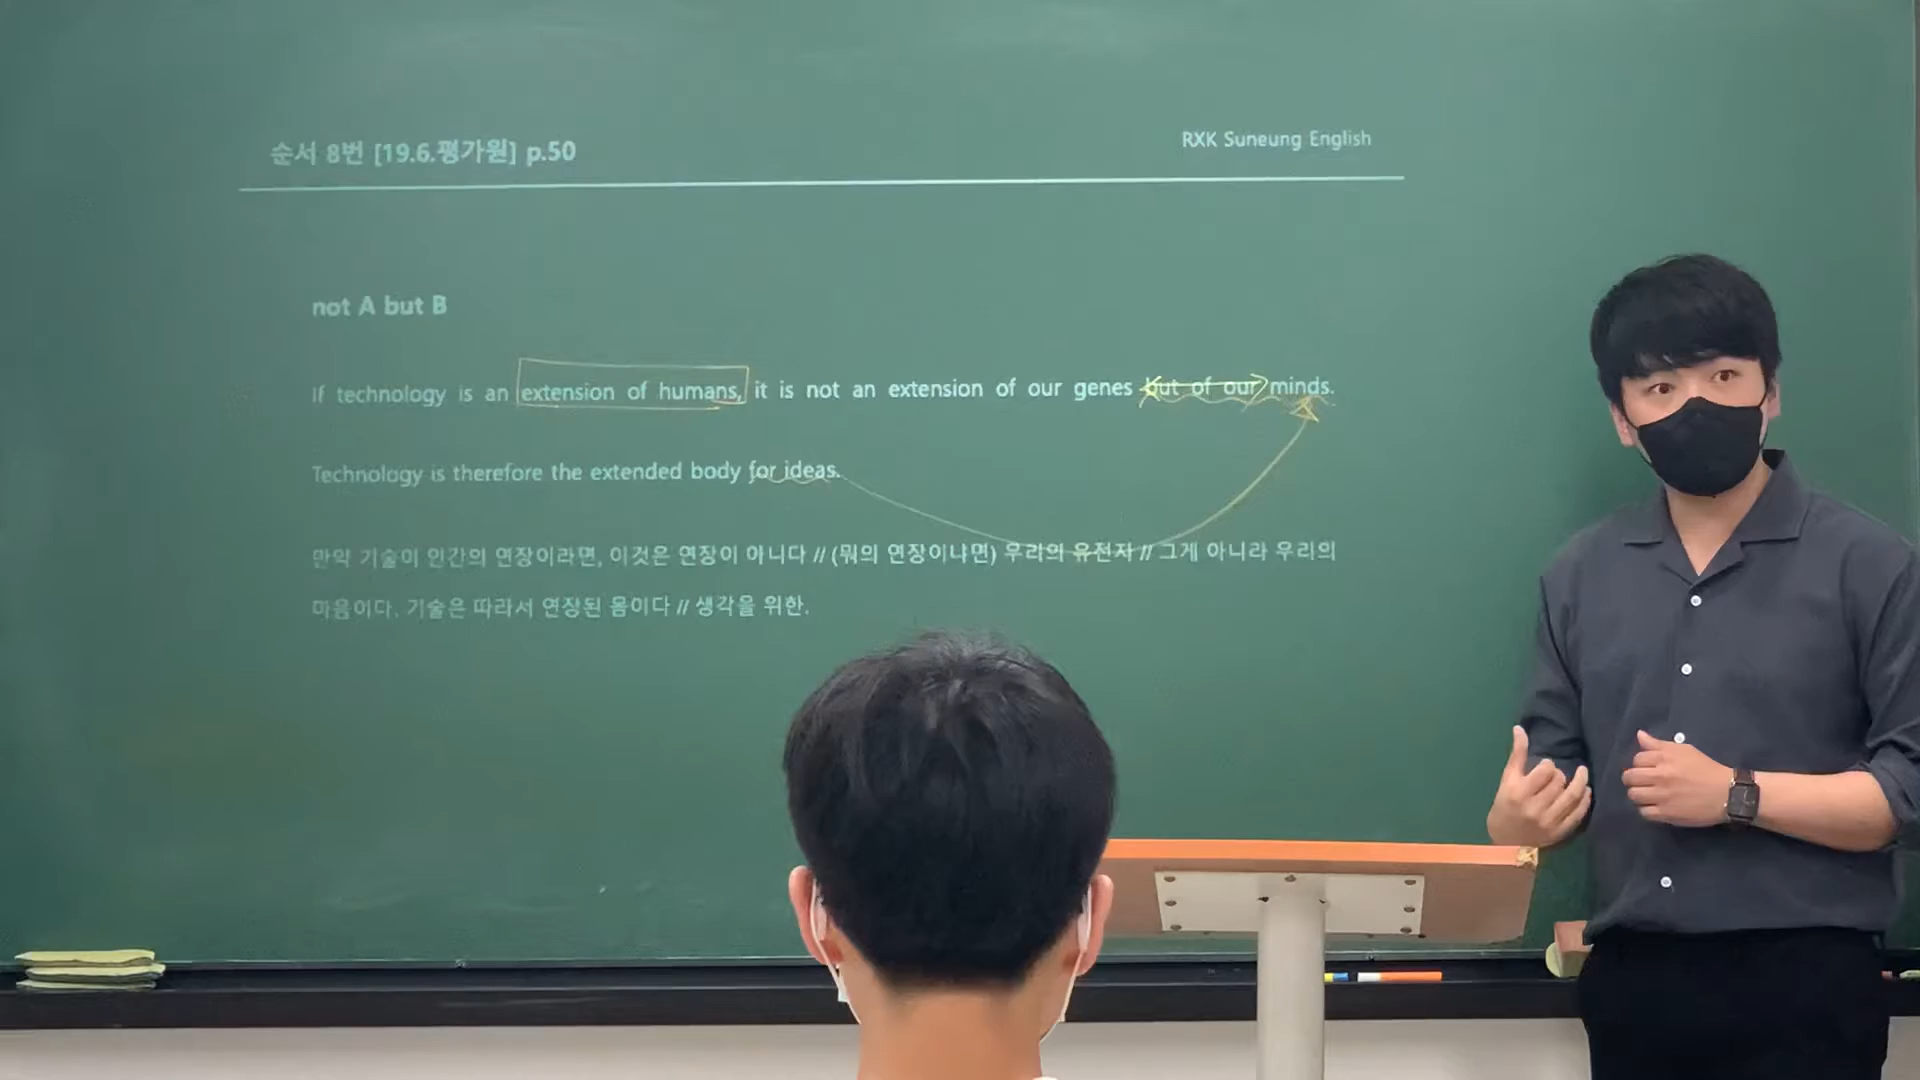 순서 8번 [19.6.평가원] p.50
RXK Suneung English
not A but B
If technology is an extension of humans, it is not an extension of our genes but of our minds.
Technology is therefore the extended body for ideas.
만약 기술이 인간의 연장이라면, 이것은 연장이 아니다 // (뭐의 연장이냐면) 우리의 유전자 // 그게 아니라 우리의
마음이다. 기술은 따라서 연장된 몸이다 // 생각을 위한.